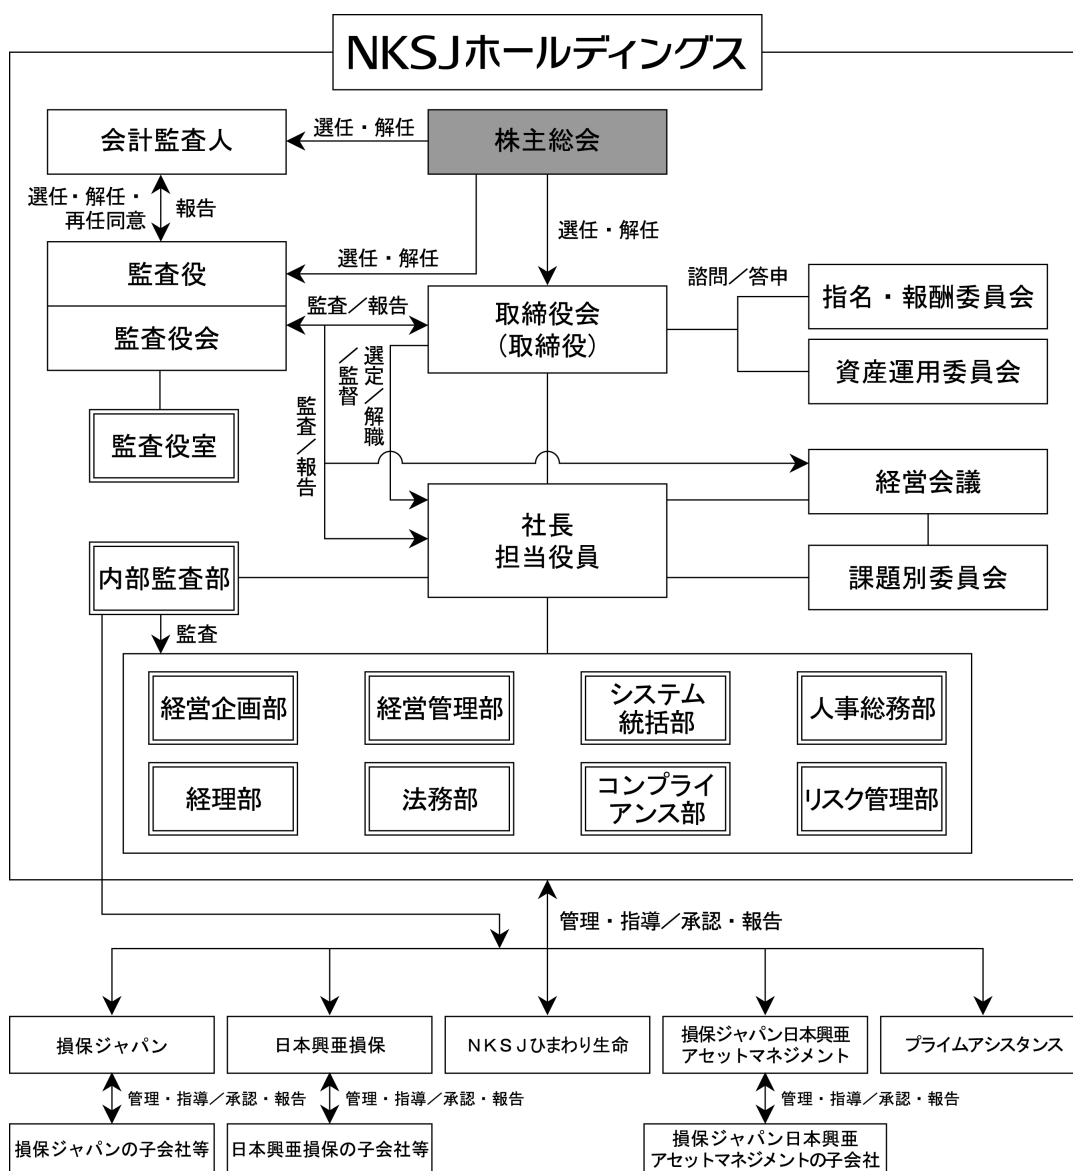 NKSJホールディングス
会計監査人
選任・解任
株主総会
選任・解任・
再任同意
報告
選任・解任
選任・解任
監査役
監査役会
監査／報告
取締役会
（取締役）
諮問／答申
指名・報酬委員会
資産運用委員会
選定／解職
／監督
監査／報告
監査役室
経営会議
社長
担当役員
内部監査部
課題別委員会
監査
経営企画部
経営管理部
システム
統括部
人事総務部
経理部
法務部
コンプライ
アンス部
リスク管理部
管理・指導／承認・報告
損保ジャパン
日本興亜損保
NKSJひまわり生命
損保ジャパン日本興亜
アセットマネジメント
プライムアシスタンス
管理・指導／承認・報告
管理・指導／承認・報告
管理・指導／承認・報告
損保ジャパンの子会社等
日本興亜損保の子会社等
損保ジャパン日本興亜
アセットマネジメントの子会社